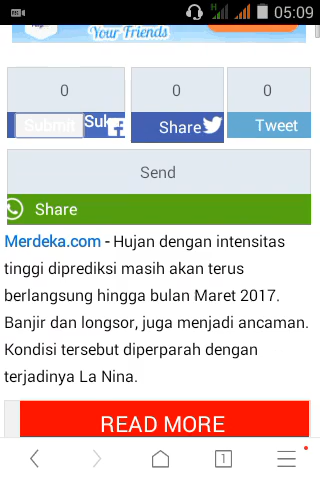 05:09
Your Friends
0
0
0
Submit
Suk
Share
Tweet
Send
Share
Merdeka.com - Hujan dengan intensitas
tinggi diprediksi masih akan terus
berlangsung hingga bulan Maret 2017.
Banjir dan longsor, juga menjadi ancaman.
Kondisi tersebut diperparah dengan
terjadinya La Nina.
READ MORE
1